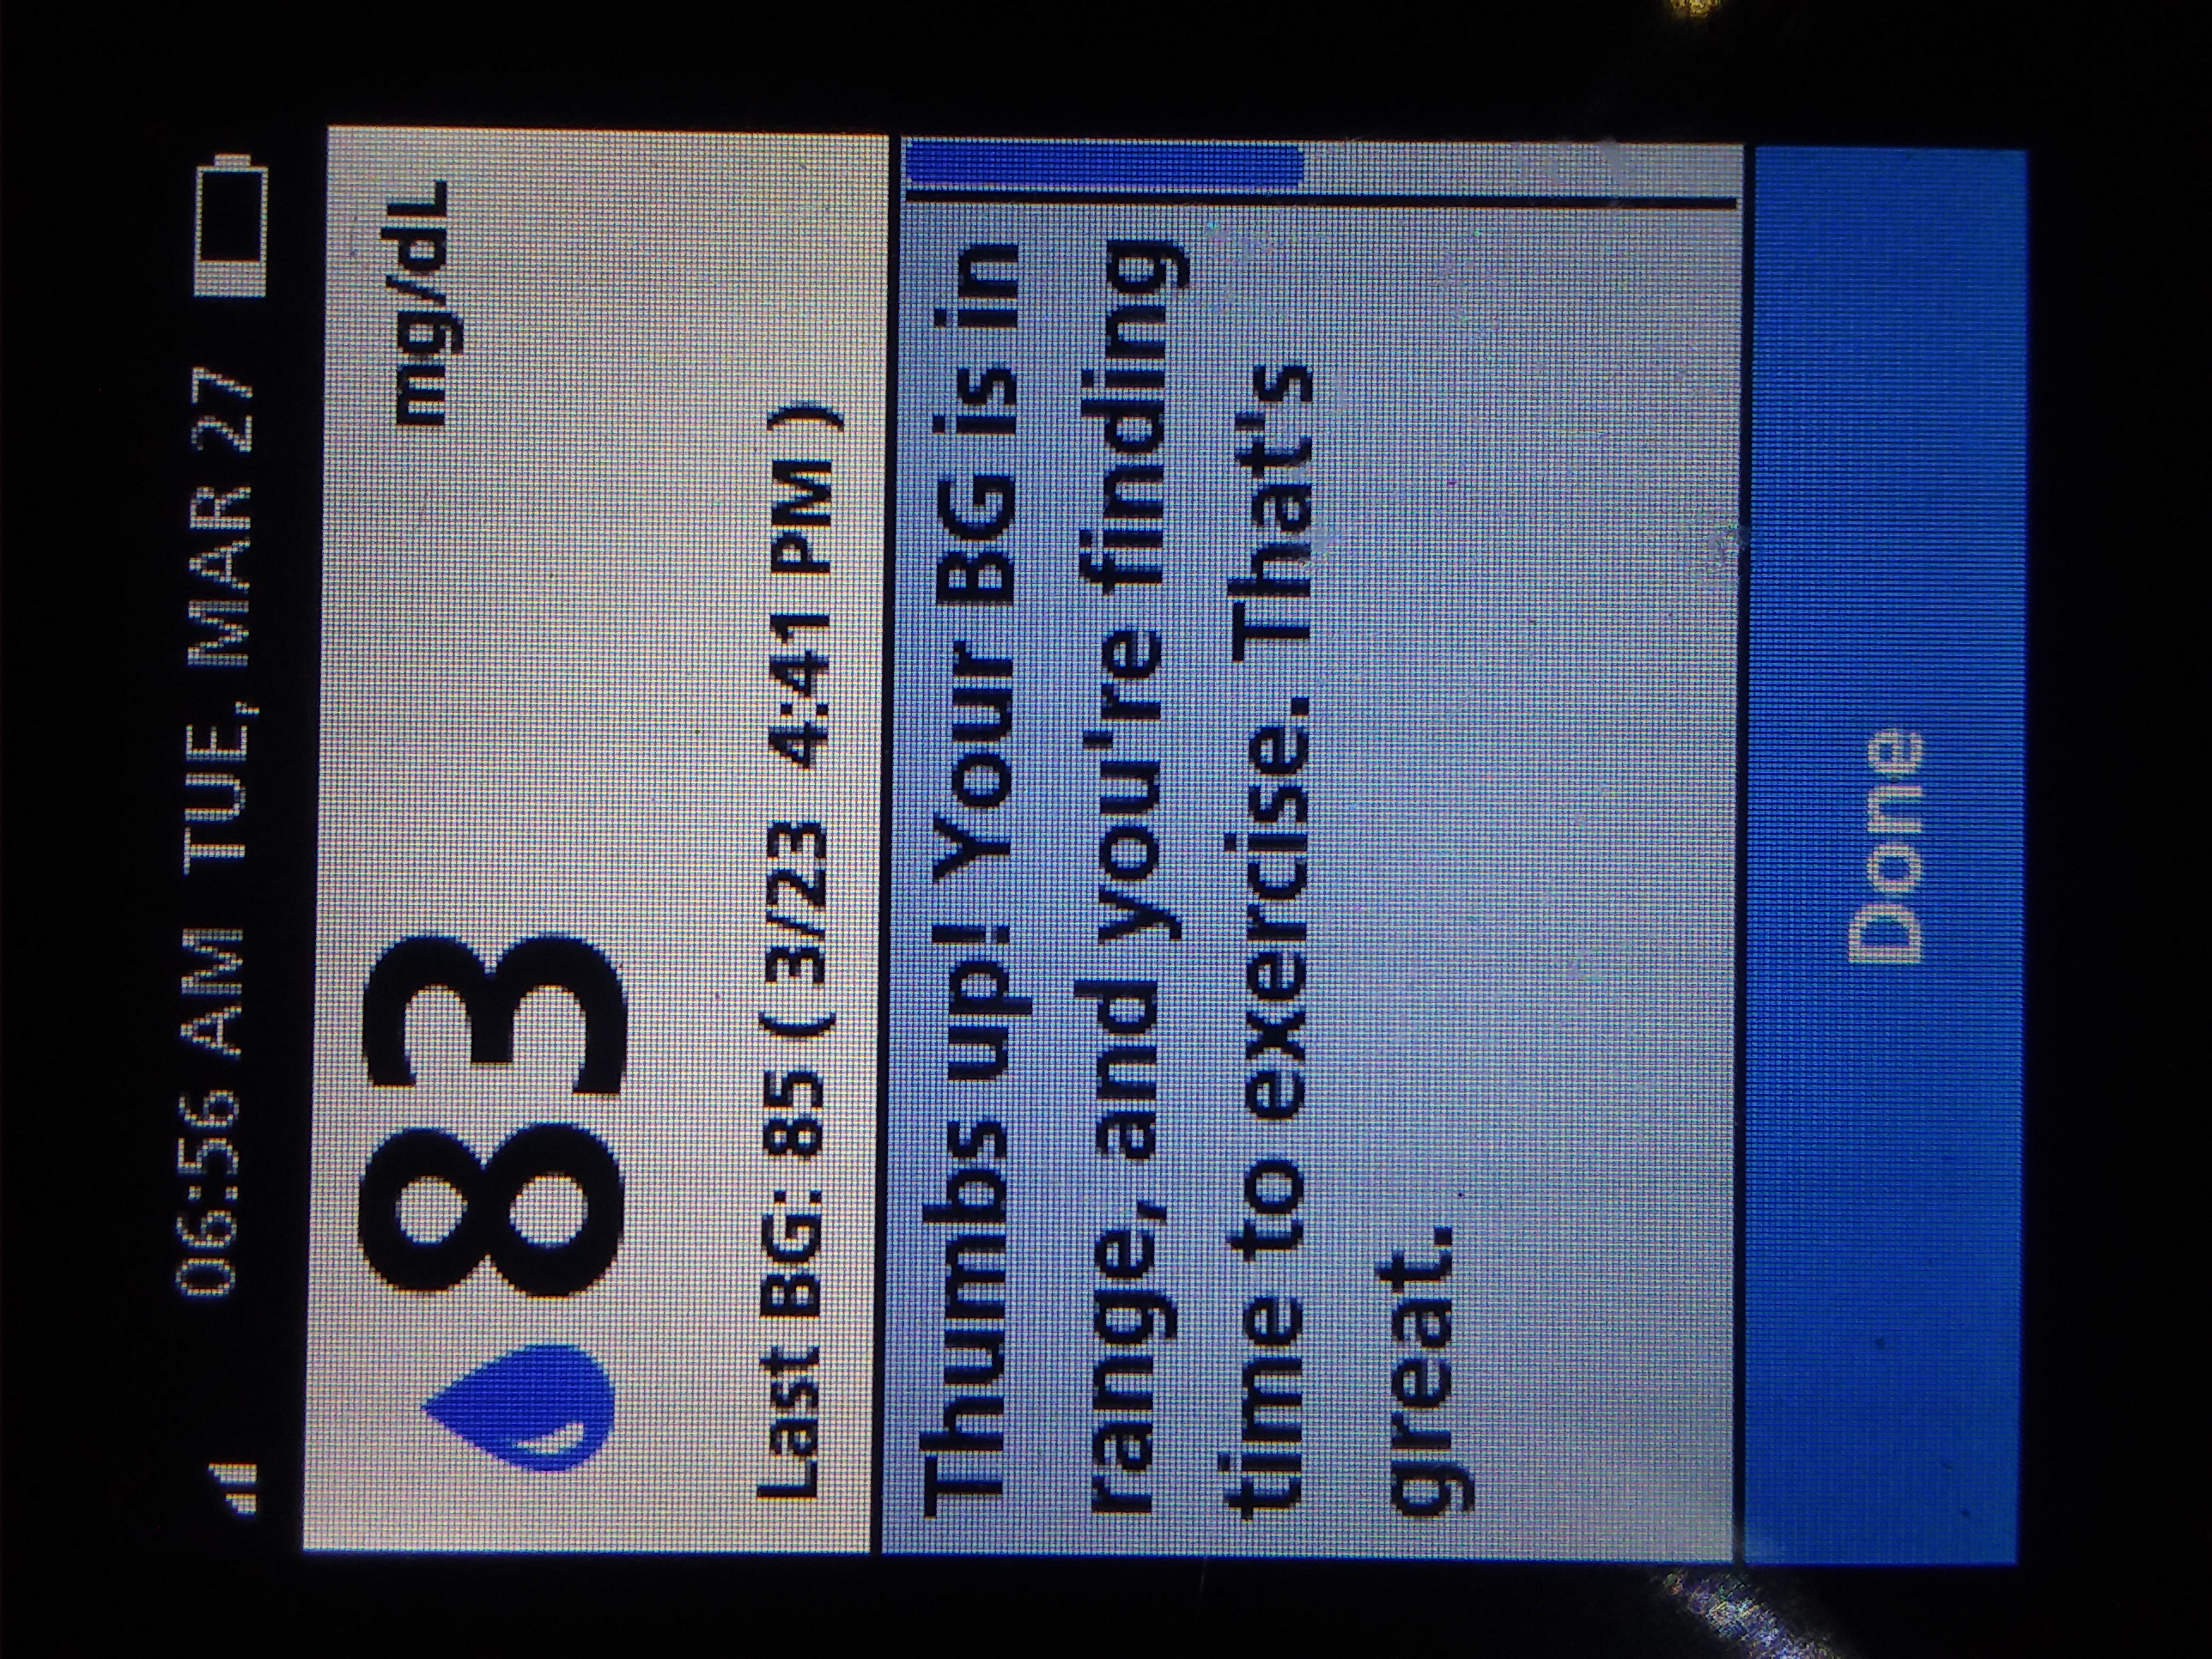 06:56 AM TUE, MAR 27
83 mg/dL
Last BG: 85 ( 3/23 4:41 PM )
Thumbs up! Your BG is in
range, and you're finding
time to exercise. That's
great.
Done